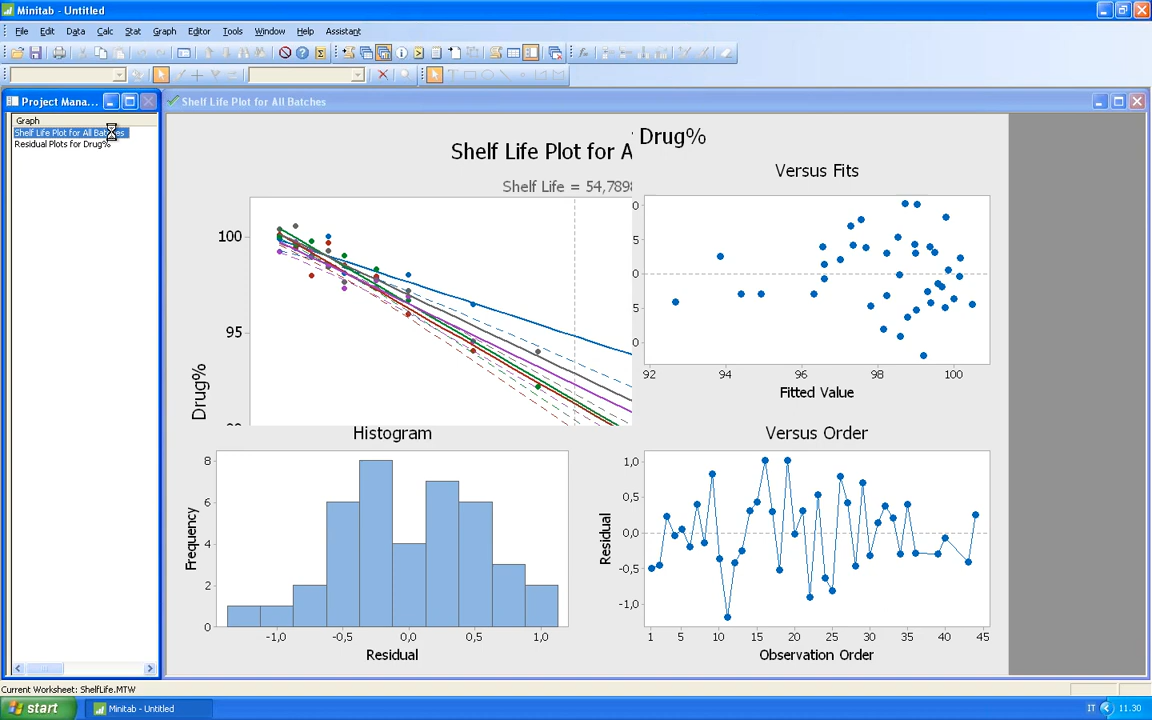 Minitab - Untitled
File Edit Data Calc Stat Graph Editor Tools Window Help Assistant
Project Mana...
Graph
Shelf Life Plot for All Batches
Residual Plots for Drug%
Shelf Life Plot for All Batches
Shelf Life Plot for A
Shelf Life = 54,789
100
95
Drug%
Drug%
Versus Fits
0
5
0
5
0
92 94 96 98 100
Fitted Value
Histogram
8
6
4
2
0
Frequency
-1,0 -0,5 0,0 0,5 1,0
Residual
Versus Order
1,0
0,5
0,0
-0,5
-1,0
Residual
1 5 10 15 20 25 30 35 40 45
Observation Order
Current Worksheet: ShelfLife.MTW
start
Minitab - Untitled
IT
11.30